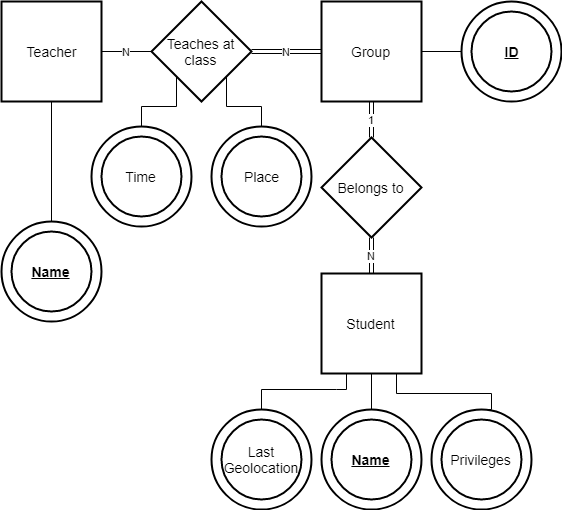 Teacher
N
Teaches at
class
N
Group
ID
Time
Place
1
Belongs to
Name
N
Student
Last
Geolocation
Name
Privileges